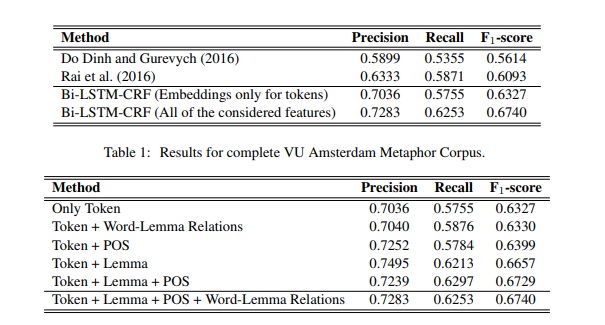 Method Precision Recall F1-score
Do Dinh and Gurevych (2016) 0.5899 0.5355 0.5614
Rai et al. (2016) 0.6333 0.5871 0.6093
Bi-LSTM-CRF (Embeddings only for tokens) 0.7036 0.5755 0.6327
Bi-LSTM-CRF (All of the considered features) 0.7283 0.6253 0.6740
Table 1: Results for complete VU Amsterdam Metaphor Corpus.
Method Precision Recall F1-score
Only Token 0.7036 0.5755 0.6327
Token + Word-Lemma Relations 0.7040 0.5876 0.6330
Token + POS 0.7252 0.5784 0.6399
Token + Lemma 0.7495 0.6213 0.6657
Token + Lemma + POS 0.7239 0.6297 0.6729
Token + Lemma + POS + Word-Lemma Relations 0.7283 0.6253 0.6740